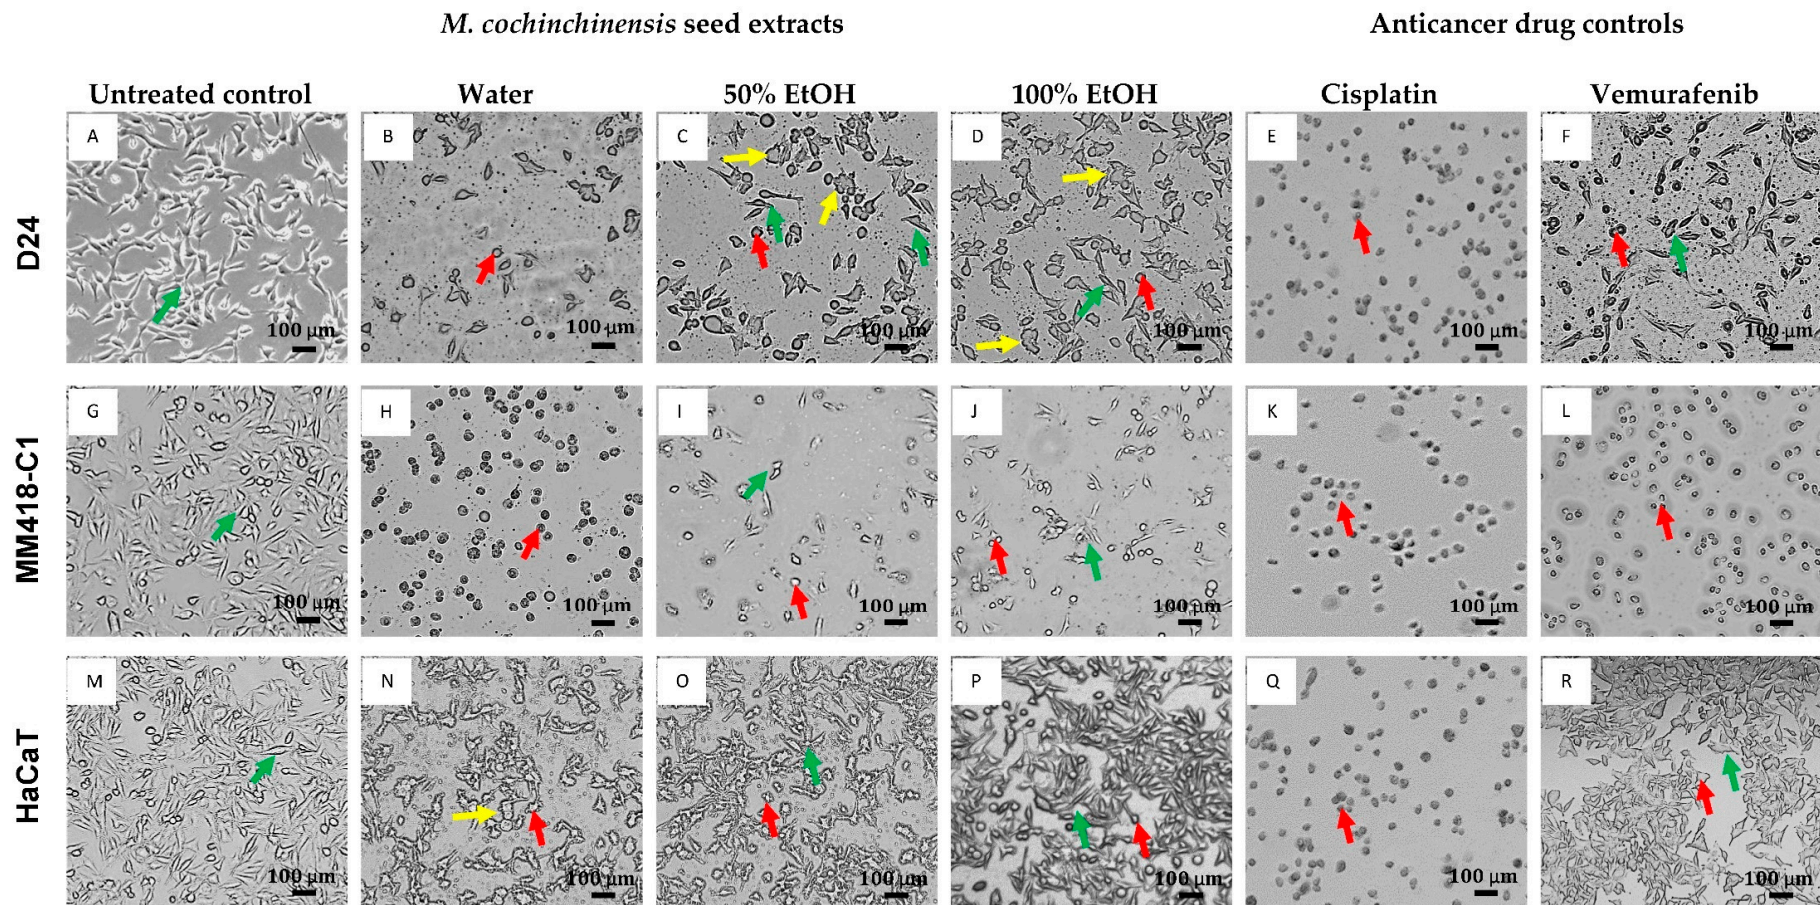 M. cochinchinensis seed extracts Anticancer drug controls
Untreated control Water 50% EtOH 100% EtOH Cisplatin Vemurafenib
D24
A B C D E F
100 µm 100 µm 100 µm 100 µm 100 µm 100 µm
MM418-C1
G H I J K L
100 µm 100 µm 100 µm 100 µm 100 µm 100 µm
HaCaT
M N O P Q R
100 µm 100 µm 100 µm 100 µm 100 µm 100 µm